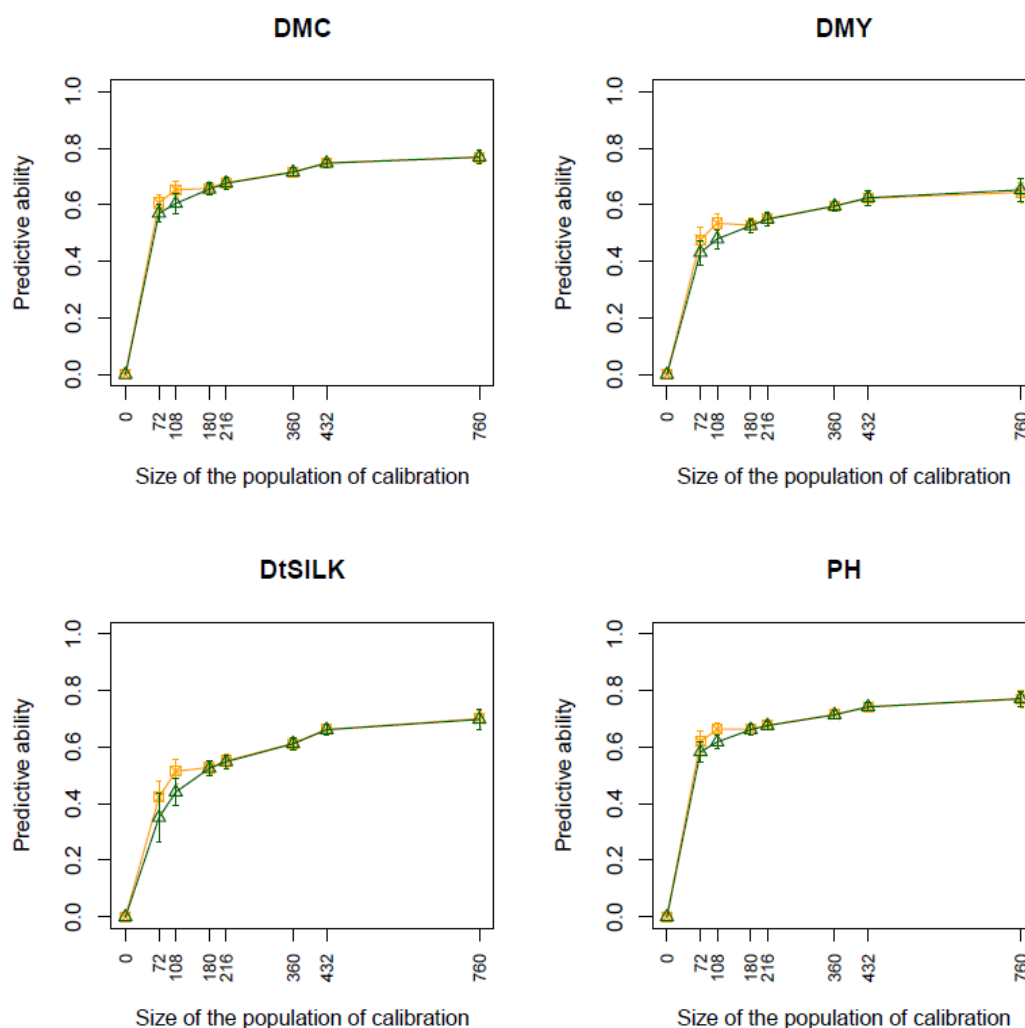 DMC
Predictive ability
1.0
0.8
0.6
0.4
0.2
0.0
0 72 108 180 216 360 432 760
Size of the population of calibration
DMY
Predictive ability
1.0
0.8
0.6
0.4
0.2
0.0
0 72 108 180 216 360 432 760
Size of the population of calibration
DtSILK
Predictive ability
1.0
0.8
0.6
0.4
0.2
0.0
0 72 108 180 216 360 432 760
Size of the population of calibration
PH
Predictive ability
1.0
0.8
0.6
0.4
0.2
0.0
0 72 108 180 216 360 432 760
Size of the population of calibration